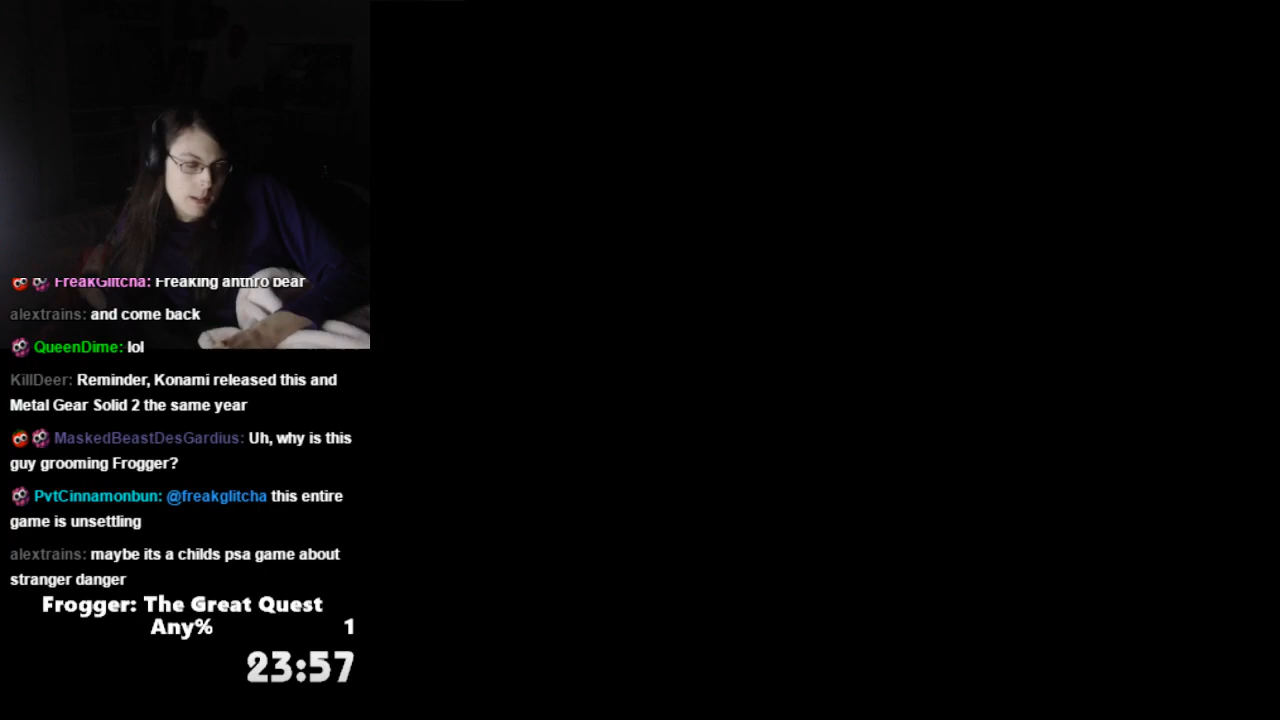 FreakGlitcha: Freaking anthro bear
alextrains: and come back
QueenDime: lol
KillDeer: Reminder, Konami released this and
Metal Gear Solid 2 the same year
MaskedBeastDesGardius: Uh, why is this
guy grooming Frogger?
PvtCinnamonbun: @freakglitcha this entire
game is unsettling
alextrains: maybe its a childs psa game about
stranger danger
Frogger: The Great Quest
Any% 1
23:57